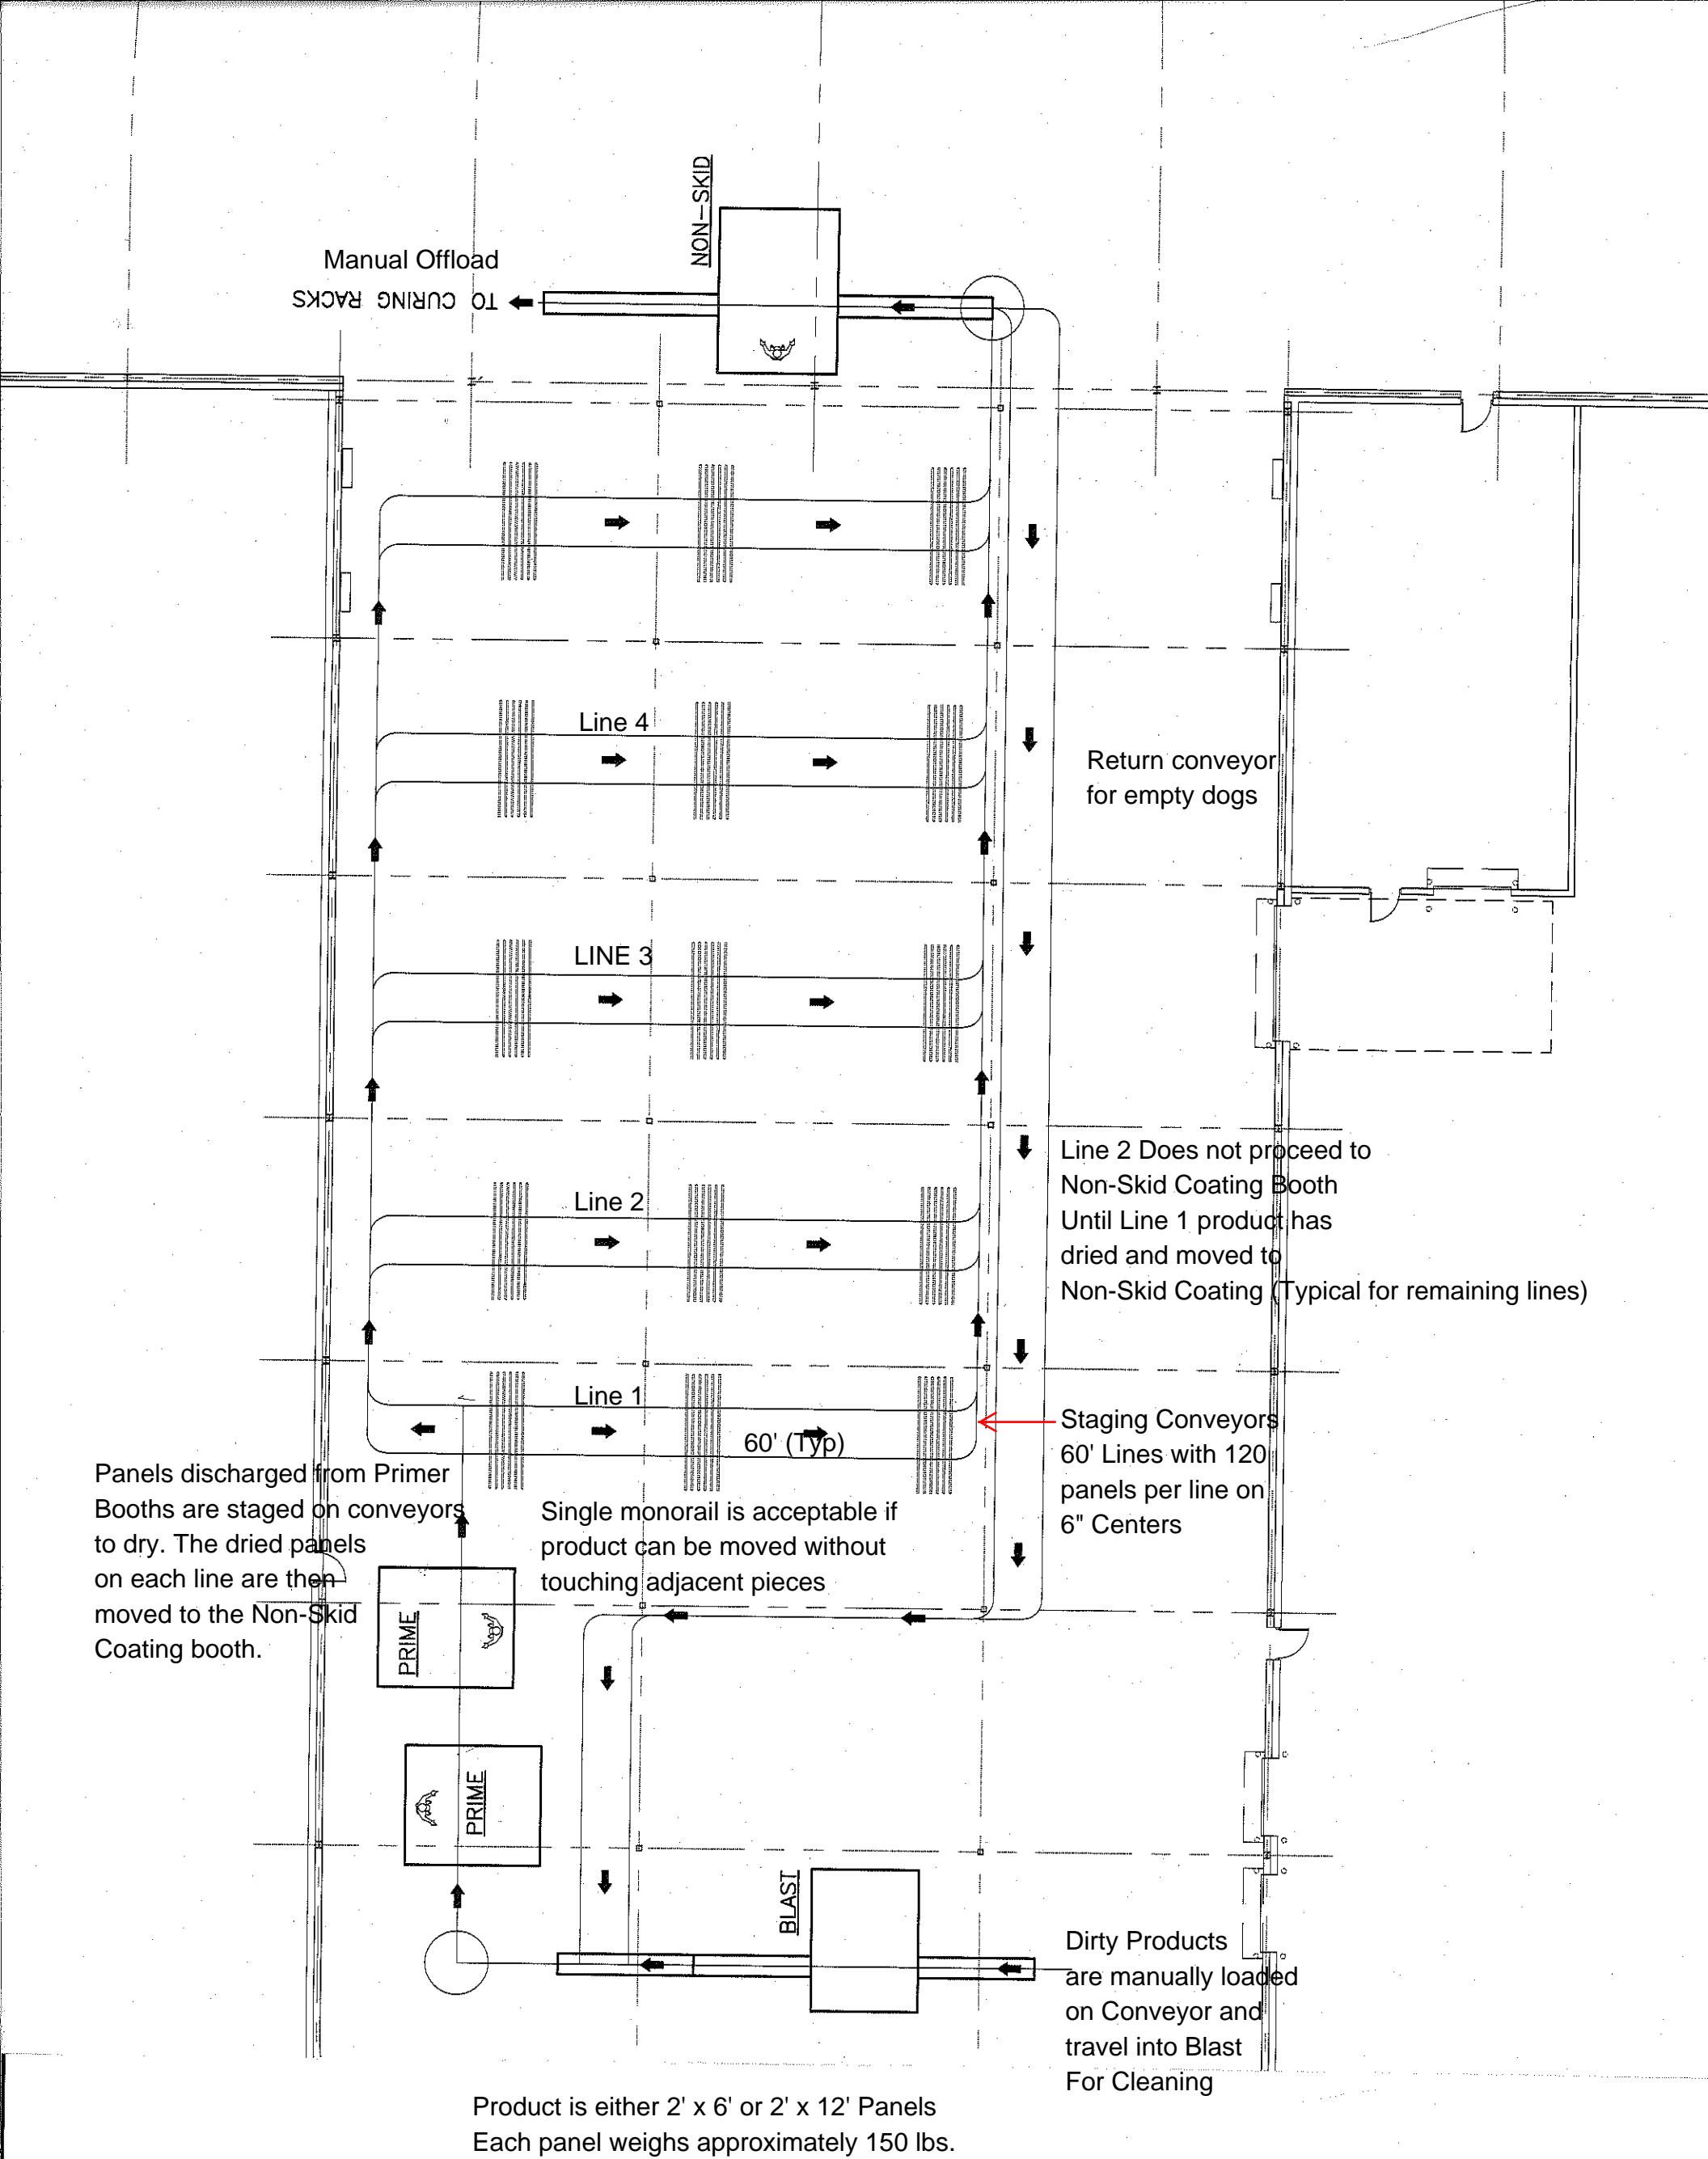 NON-SKID
Manual Offload
TO CURING RACKS
Line 4
Return conveyor
for empty dogs
LINE 3
Line 2
Line 2 Does not proceed to
Non-Skid Coating Booth
Until Line 1 product has
dried and moved to
Non-Skid Coating (Typical for remaining lines)
Line 1
60' (Typ)
Staging Conveyors
60' Lines with 120
panels per line on
6" Centers
Panels discharged from Primer
Booths are staged on conveyors
to dry. The dried panels
on each line are then
moved to the Non-Skid
Coating booth.
Single monorail is acceptable if
product can be moved without
touching adjacent pieces
PRIME
PRIME
BLAST
Dirty Products
are manually loaded
on Conveyor and
travel into Blast
For Cleaning
Product is either 2' x 6' or 2' x 12' Panels
Each panel weighs approximately 150 lbs.